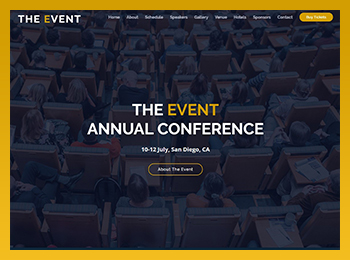 THE EVENT
Home About Schedule Speakers Gallery Venue Hotels Sponsors Contact Buy Tickets
THE EVENT
ANNUAL CONFERENCE
10-12 July, San Diego, CA
About The Event